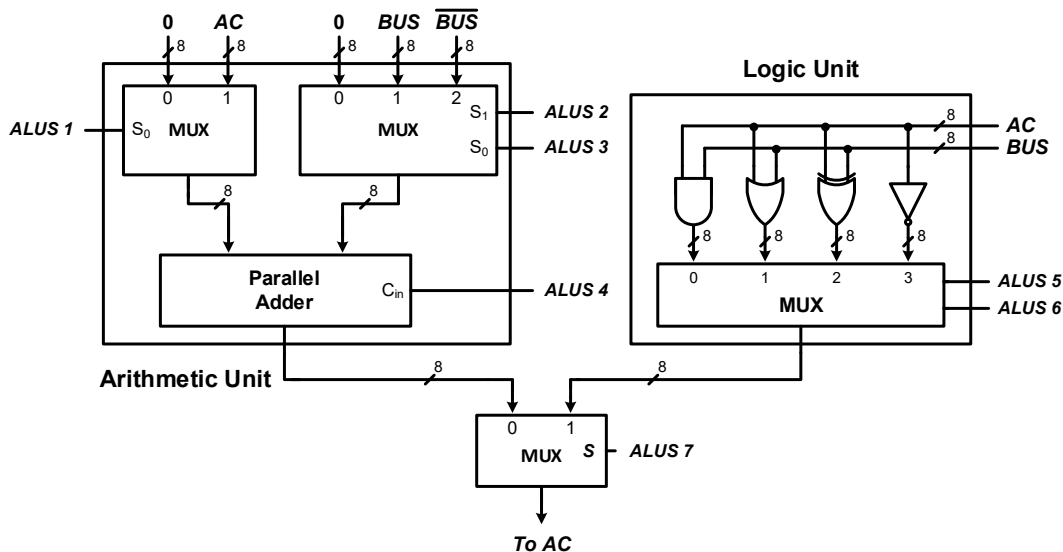 0 AC 0 BUS BUS
8 8 8 8 8
Logic Unit
0 1 0 1 2
S1 ALUS 2
ALUS 1 S0 MUX MUX
S0 ALUS 3
8 AC
8 BUS
8 8
8 8 8 8
Parallel
Adder
Cin ALUS 4
0 1 2 3
ALUS 5
MUX
ALUS 6
Arithmetic Unit
8 8
0 1
MUX S ALUS 7
To AC